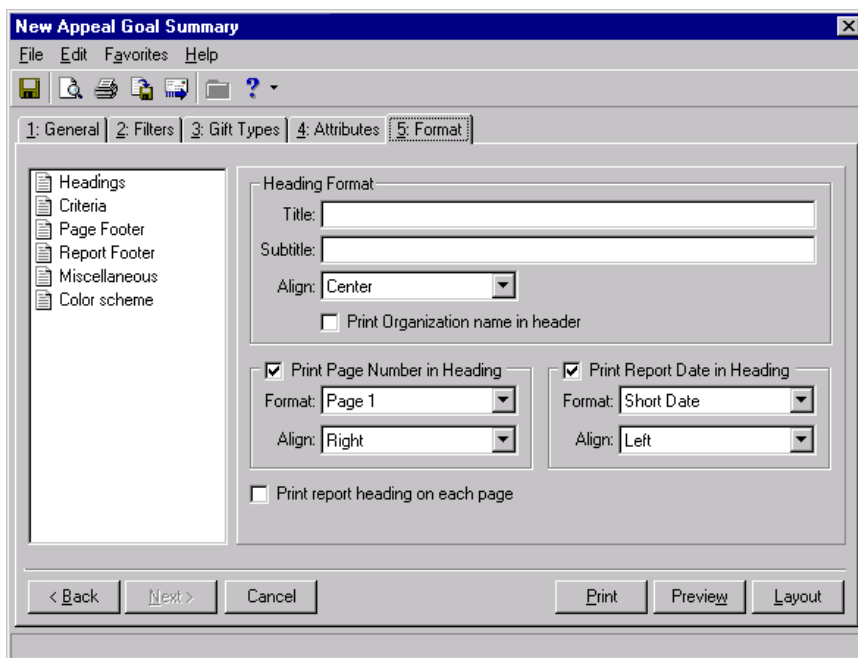 New Appeal Goal Summary
File Edit Favorites Help
1: General 2: Filters 3: Gift Types 4: Attributes 5: Format
Headings
Criteria
Page Footer
Report Footer
Miscellaneous
Color scheme
Heading Format
Title:
Subtitle:
Align: Center
Print Organization name in header
Print Page Number in Heading
Format: Page 1
Align: Right
Print Report Date in Heading
Format: Short Date
Align: Left
Print report heading on each page
< Back Next > Cancel Print Preview Layout